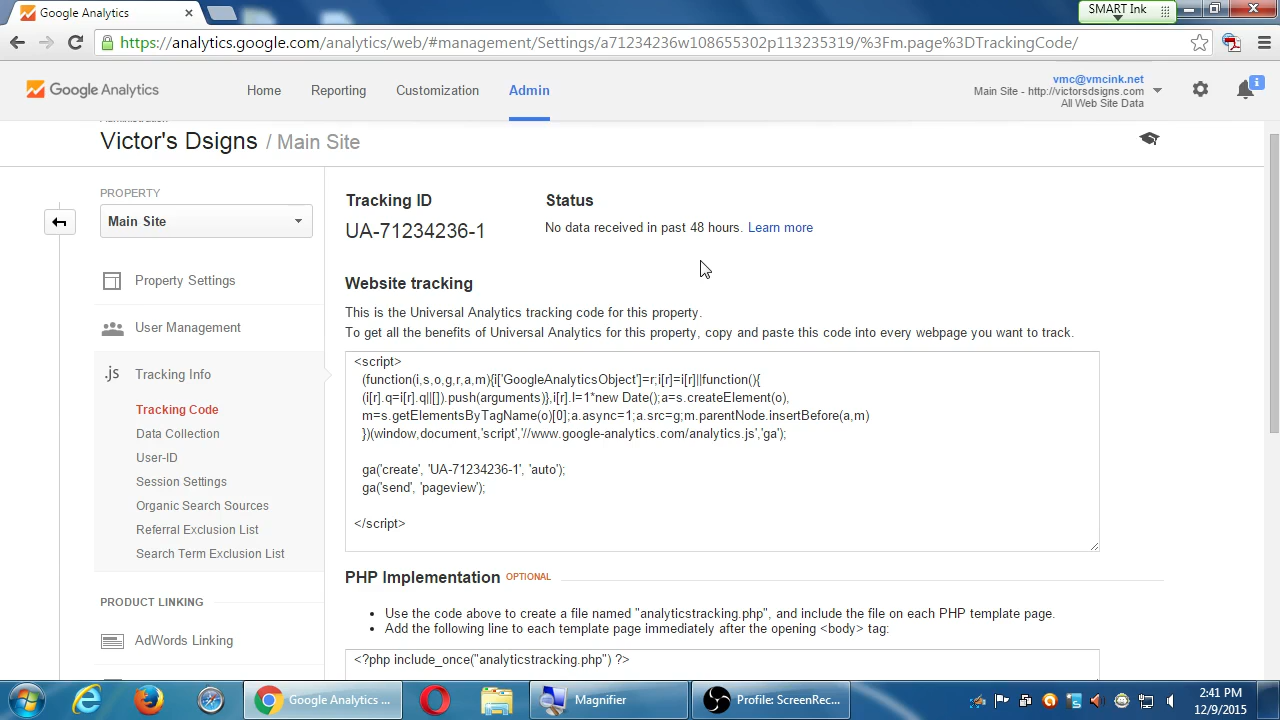 Google Analytics
SMART Ink
https://analytics.google.com/analytics/web/#management/Settings/a71234236w108655302p113235319/%3Fm.page%3DTrackingCode/
Google Analytics
Home
Reporting
Customization
Admin
vmc@vmcink.net
Main Site - http://victorsdsigns.com
All Web Site Data
i
Victor's Dsigns / Main Site
PROPERTY
Main Site
Property Settings
User Management
.js Tracking Info
Tracking Code
Data Collection
User-ID
Session Settings
Organic Search Sources
Referral Exclusion List
Search Term Exclusion List
PRODUCT LINKING
AdWords Linking
Tracking ID
UA-71234236-1
Status
No data received in past 48 hours. Learn more
Website tracking
This is the Universal Analytics tracking code for this property.
To get all the benefits of Universal Analytics for this property, copy and paste this code into every webpage you want to track.
<script>
(function(i,s,o,g,r,a,m){i['GoogleAnalyticsObject']=r;i[r]=i[r]||function(){
(i[r].q=i[r].q||[]).push(arguments)},i[r].l=1*new Date();a=s.createElement(o),
m=s.getElementsByTagName(o)[0];a.async=1;a.src=g;m.parentNode.insertBefore(a,m)
})(window,document,'script','//www.google-analytics.com/analytics.js','ga');
ga('create', 'UA-71234236-1', 'auto');
ga('send', 'pageview');
</script>
PHP Implementation OPTIONAL
• Use the code above to create a file named "analyticstracking.php", and include the file on each PHP template page.
• Add the following line to each template page immediately after the opening <body> tag:
<?php include_once("analyticstracking.php") ?>
Google Analytics ...
Magnifier
Profile: ScreenRec...
2:41 PM
12/9/2015